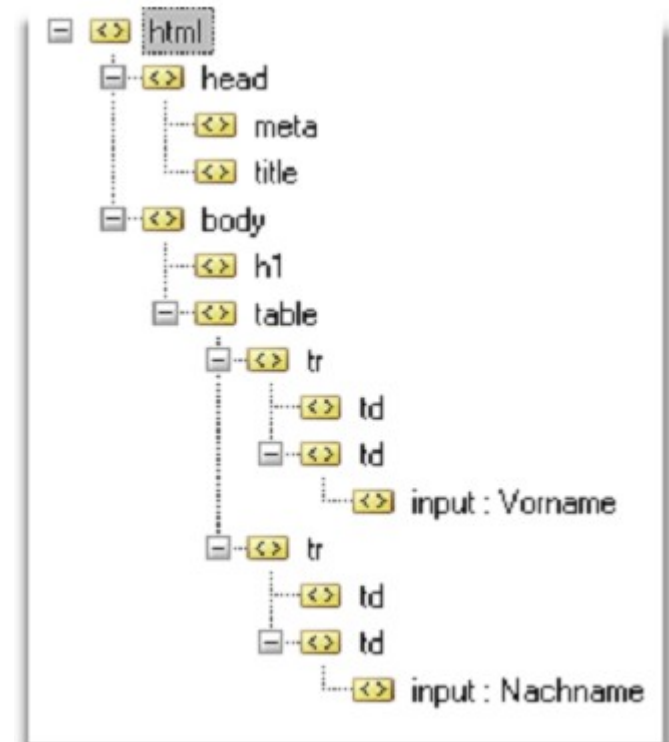 html
head
meta
title
body
h1
table
tr
td
td
input : Vorname
tr
td
td
input : Nachname